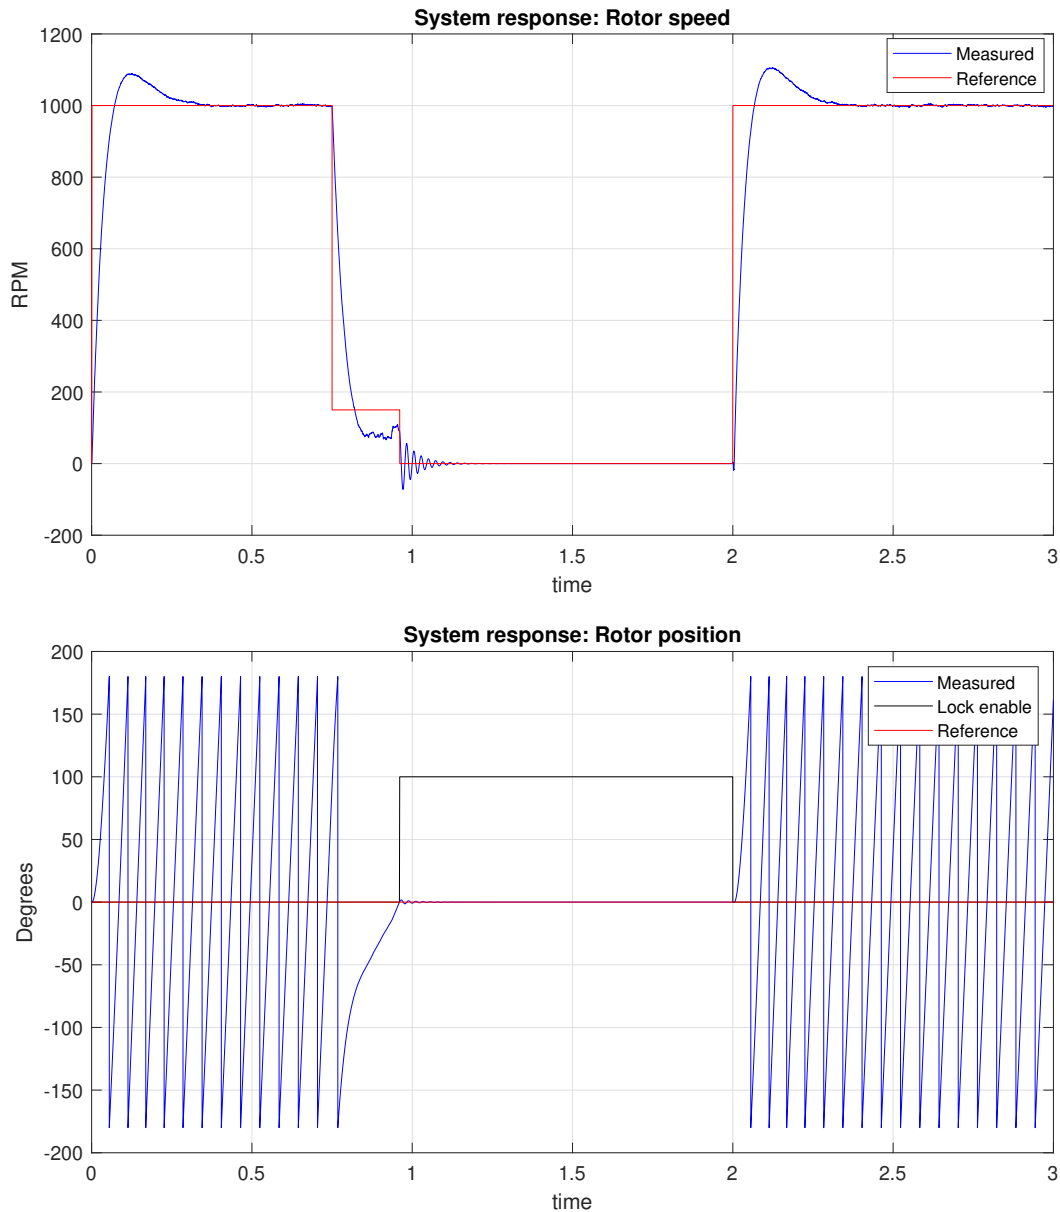 System response: Rotor speed
1200
1000
800
600
400
200
0
-200
RPM
Measured
Reference
0 0.5 1 1.5 2 2.5 3
time
System response: Rotor position
200
150
100
50
0
-50
-100
-150
-200
Degrees
Measured
Lock enable
Reference
0 0.5 1 1.5 2 2.5 3
time